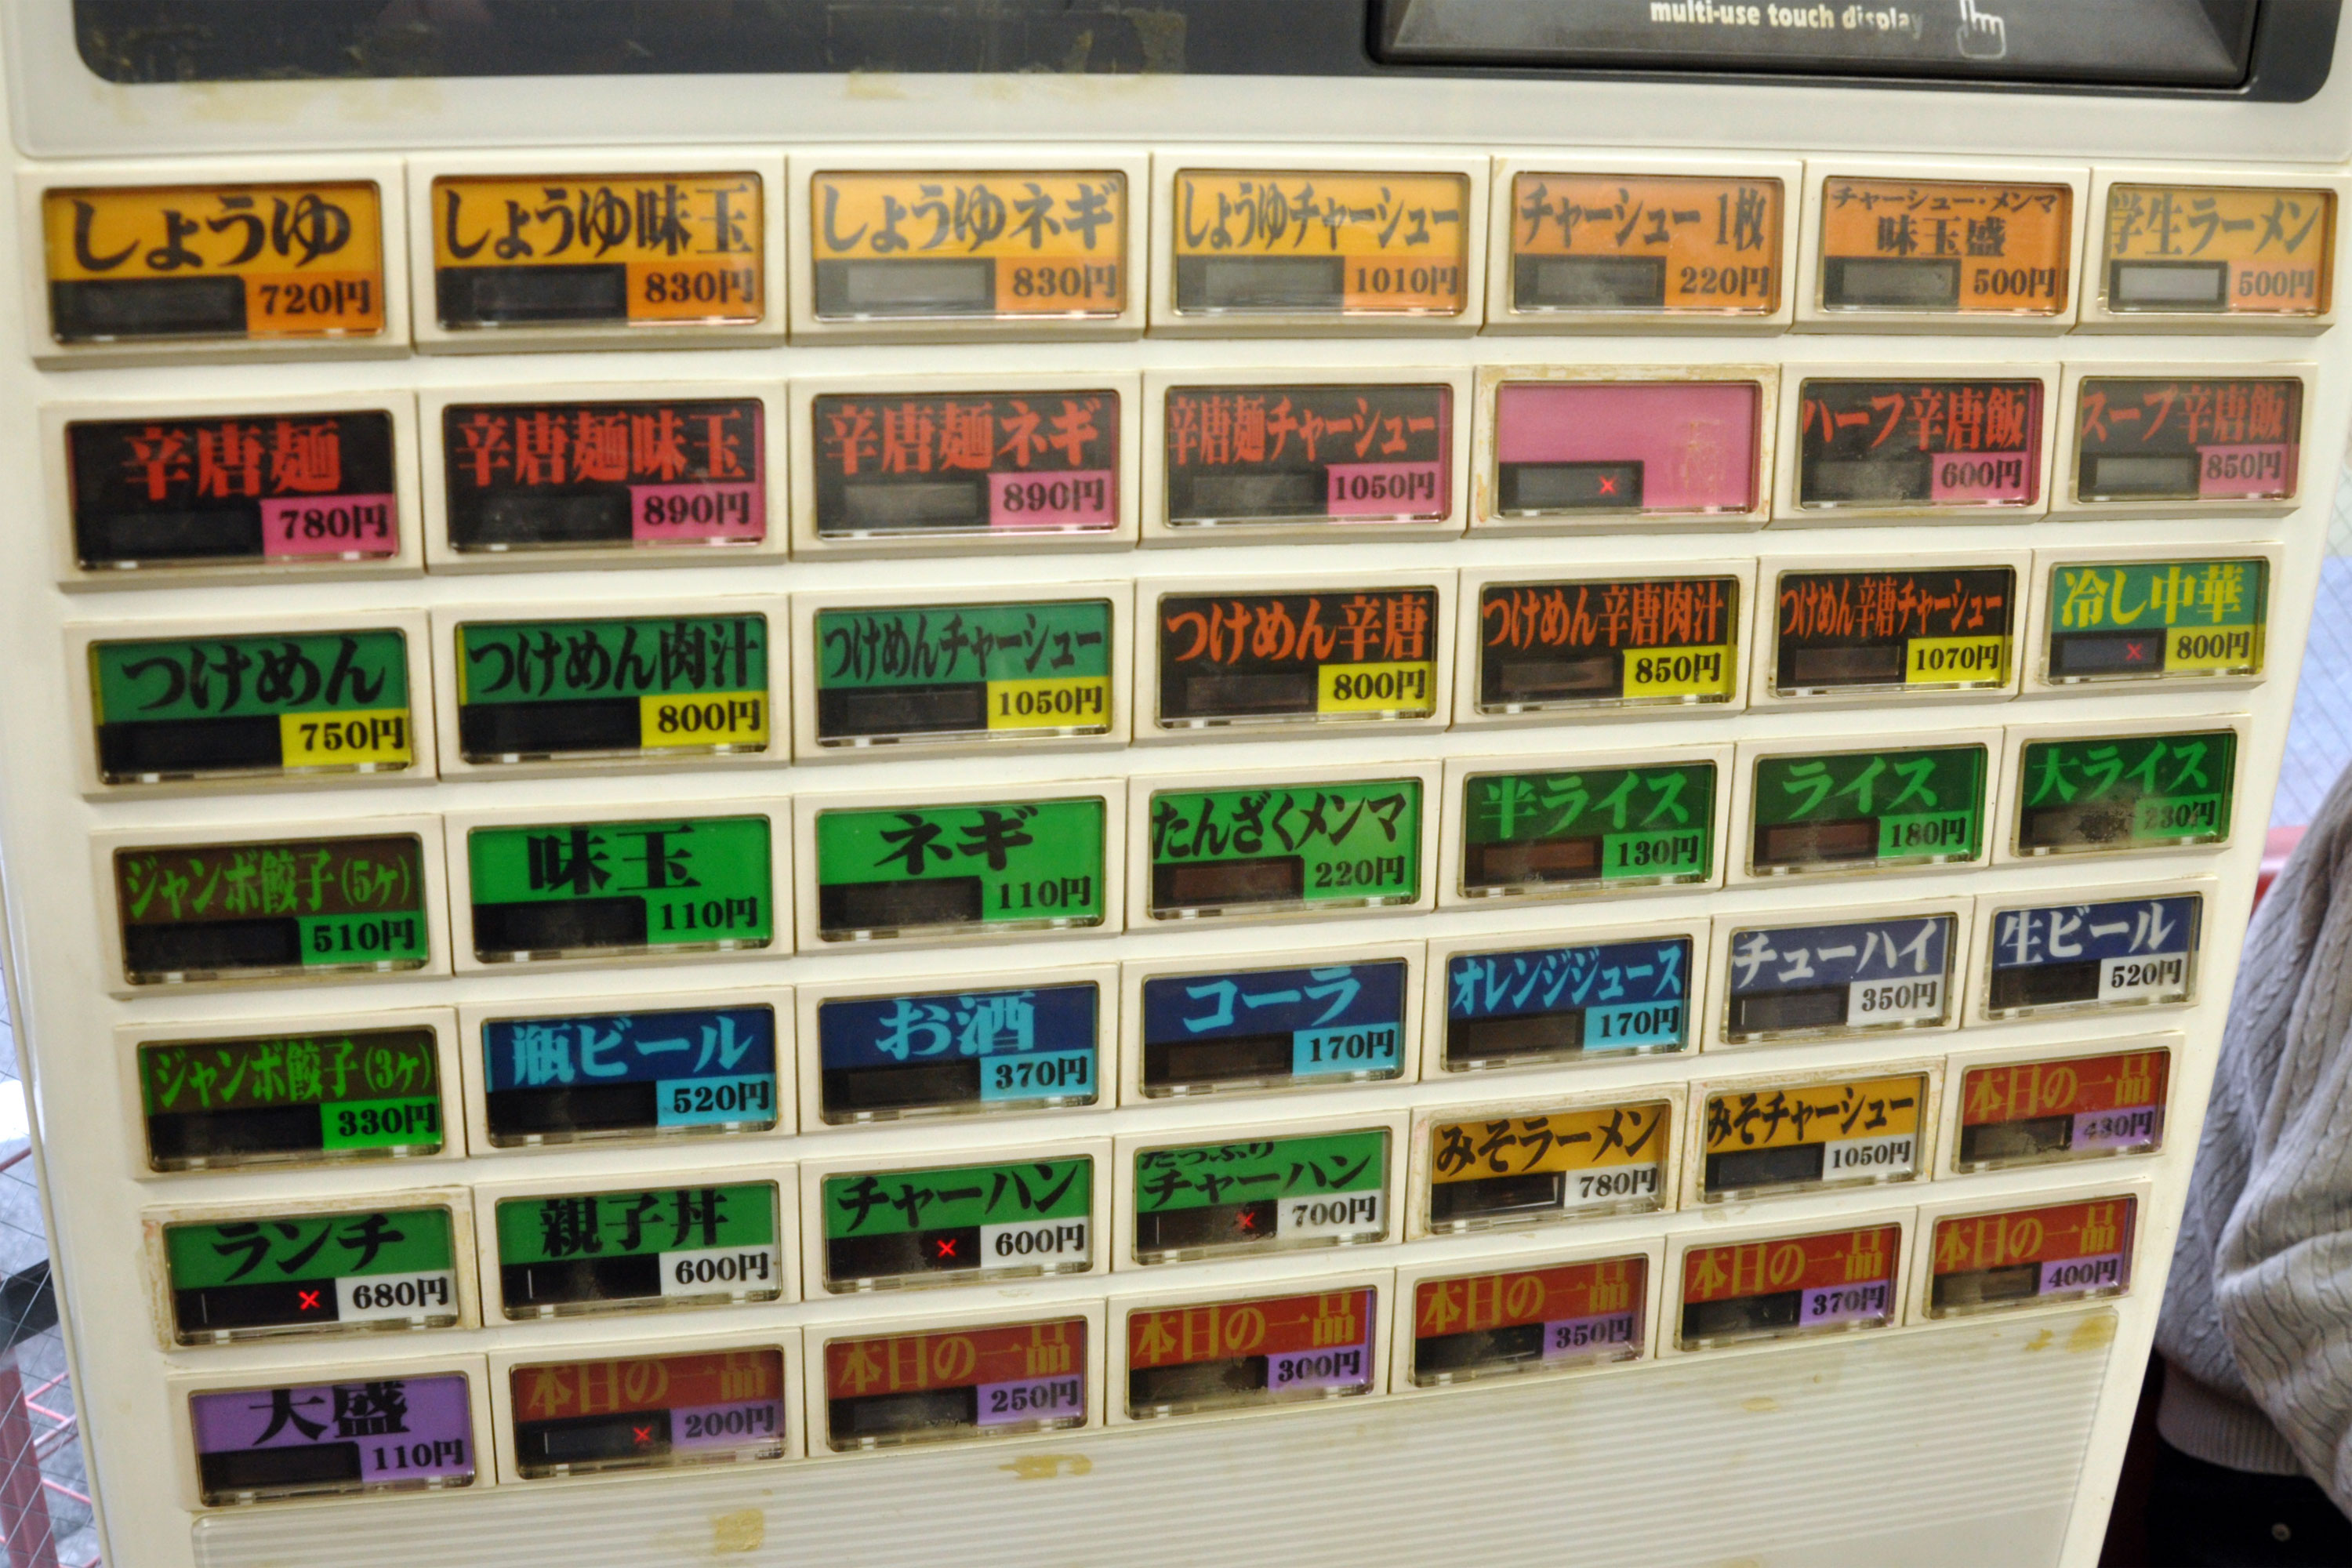 multi-use touch display
しょうゆ
720円
しょうゆ味玉
830円
しょうゆネギ
830円
しょうゆチャーシュー
1010円
チャーシュー1枚
220円
チャーシュー・メンマ
味玉盛
500円
学生ラーメン
500円
辛唐麺
780円
辛唐麺味玉
890円
辛唐麺ネギ
890円
辛唐麺チャーシュー
1050円
×
ハーフ辛唐飯
600円
スープ辛唐飯
850円
つけめん
750円
つけめん肉汁
800円
つけめんチャーシュー
1050円
つけめん辛唐
800円
つけめん辛唐肉汁
850円
つけめん辛唐チャーシュー
1070円
冷し中華
× 800円
ジャンボ餃子(5ヶ)
510円
味玉
110円
ネギ
110円
たんざくメンマ
220円
半ライス
130円
ライス
180円
大ライス
230円
ジャンボ餃子(3ヶ)
330円
瓶ビール
520円
お酒
370円
コーラ
170円
オレンジジュース
170円
チューハイ
350円
生ビール
520円
ランチ
× 680円
親子丼
600円
チャーハン
× 600円
たっぷり
チャーハン
× 700円
みそラーメン
780円
みそチャーシュー
1050円
本日の一品
430円
大盛
110円
本日の一品
× 200円
本日の一品
250円
本日の一品
300円
本日の一品
350円
本日の一品
370円
本日の一品
400円